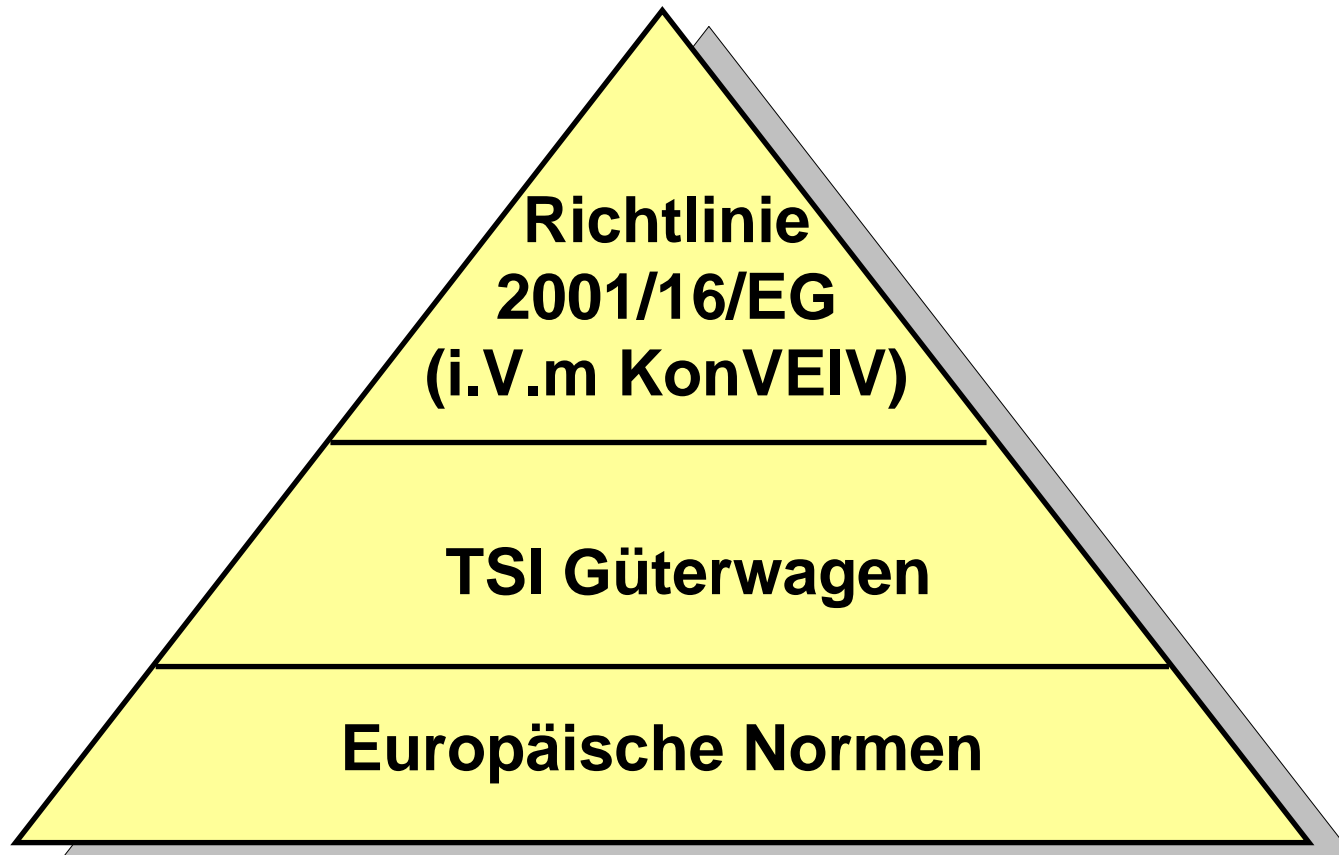 Richtlinie
2001/16/EG
(i.V.m KonVEIV)
TSI Güterwagen
Europäische Normen